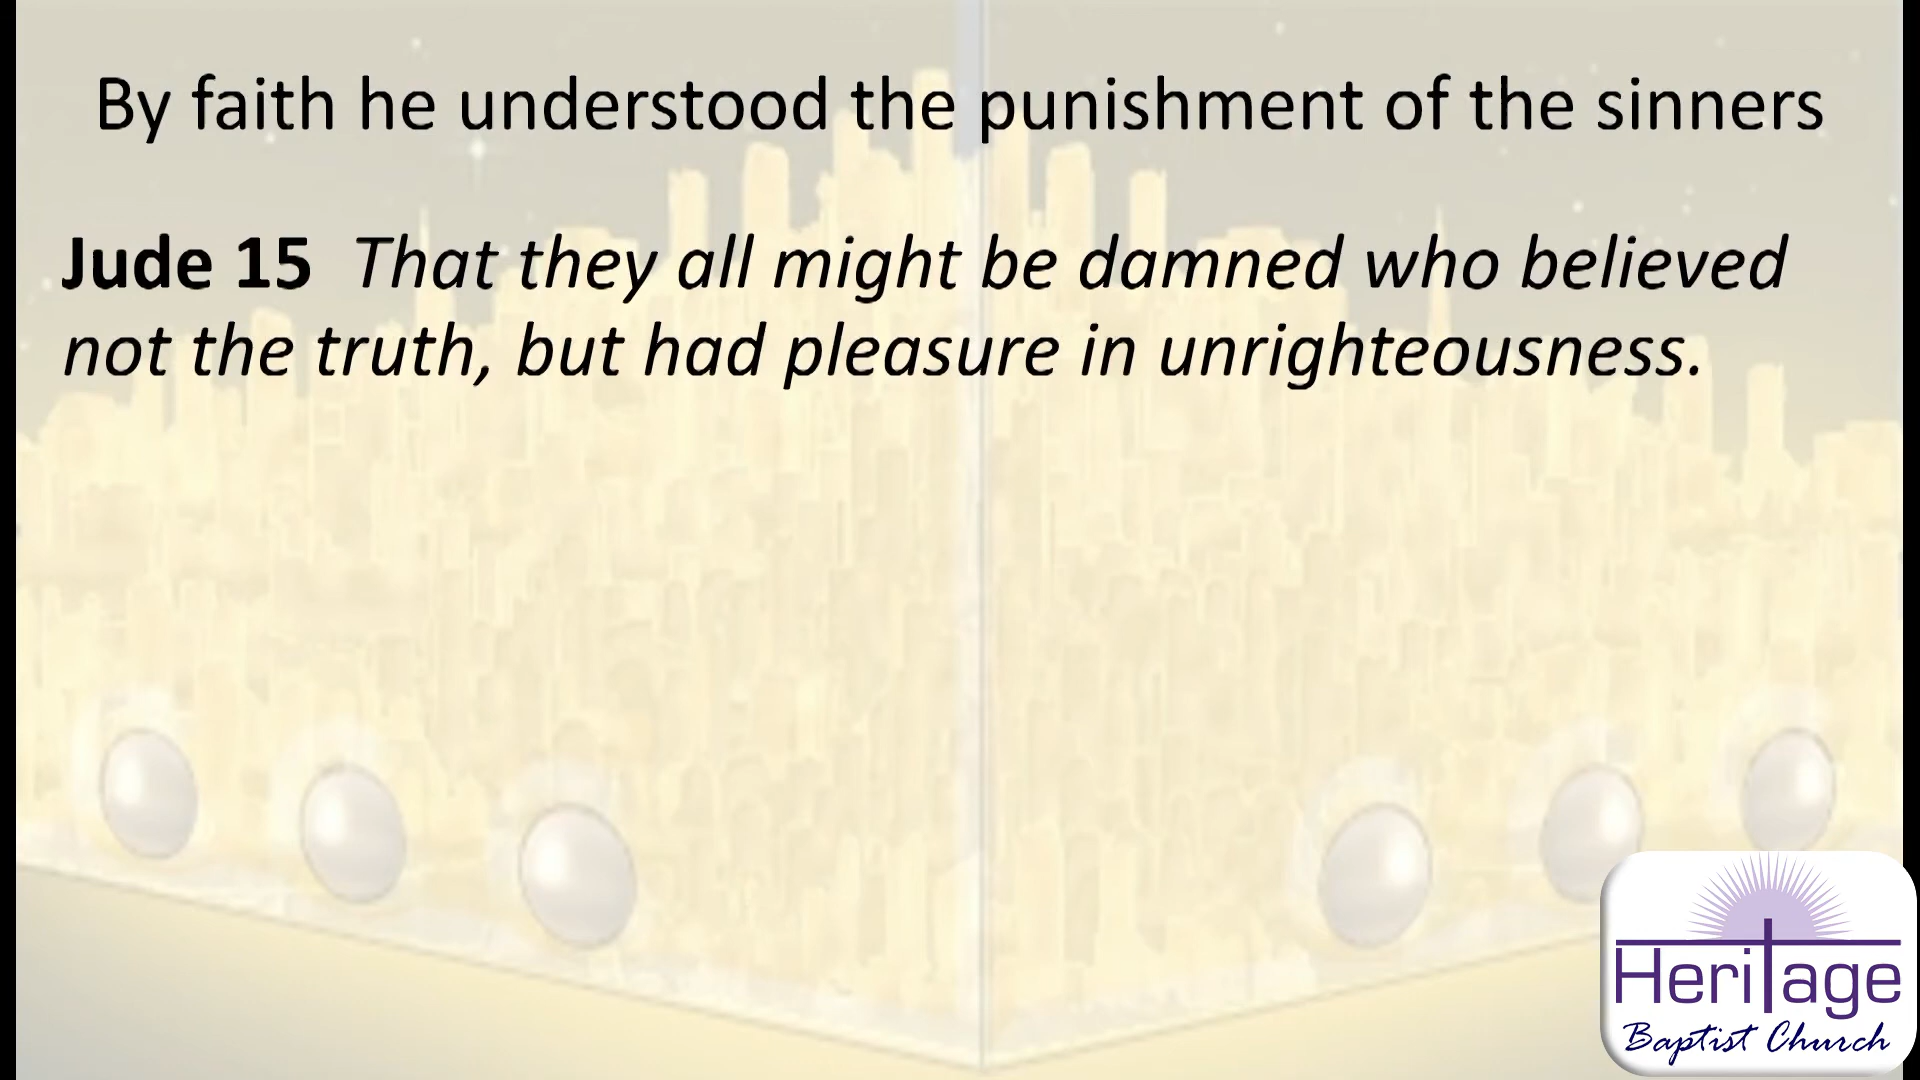 By faith he understood the punishment of the sinners
Jude 15 That they all might be damned who believed
not the truth, but had pleasure in unrighteousness.
Heritage
Baptist Church